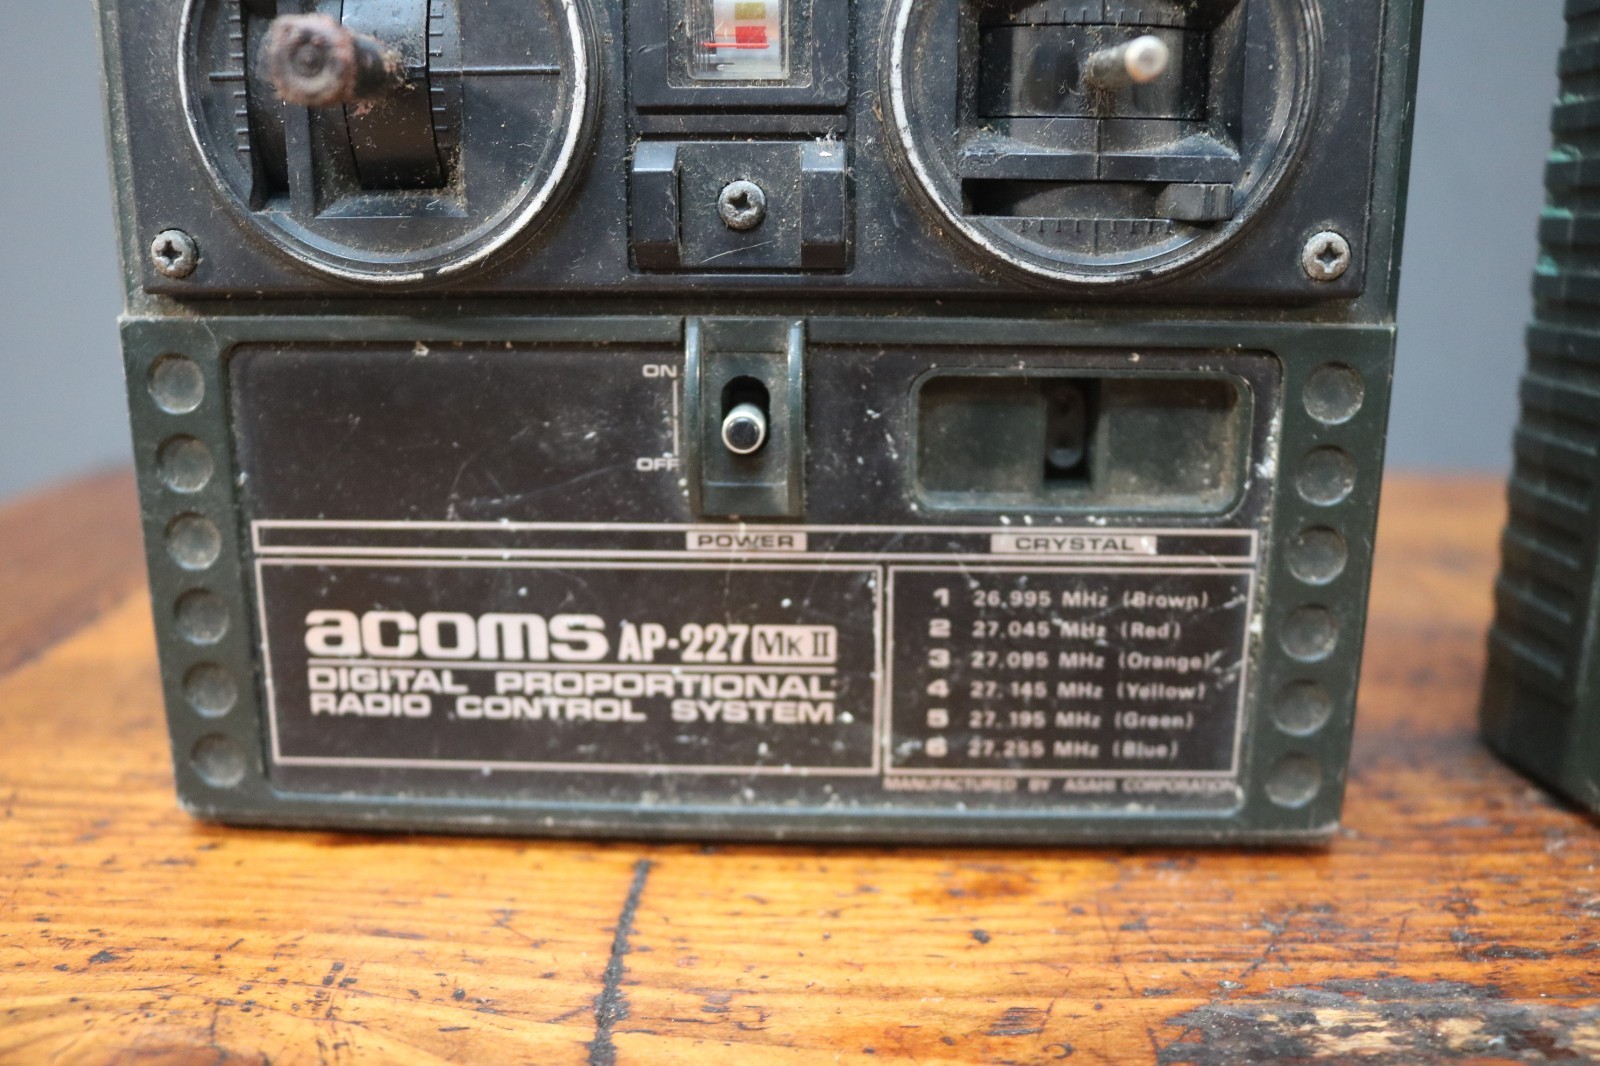 ON
OFF
POWER
CRYSTAL
acoms AP-227 MK II
DIGITAL PROPORTIONAL
RADIO CONTROL SYSTEM
1 26.995 MHz (Brown)
2 27.045 MHz (Red)
3 27.095 MHz (Orange)
4 27.145 MHz (Yellow)
5 27.195 MHz (Green)
6 27.255 MHz (Blue)
MANUFACTURED BY ASAHI CORPORATION